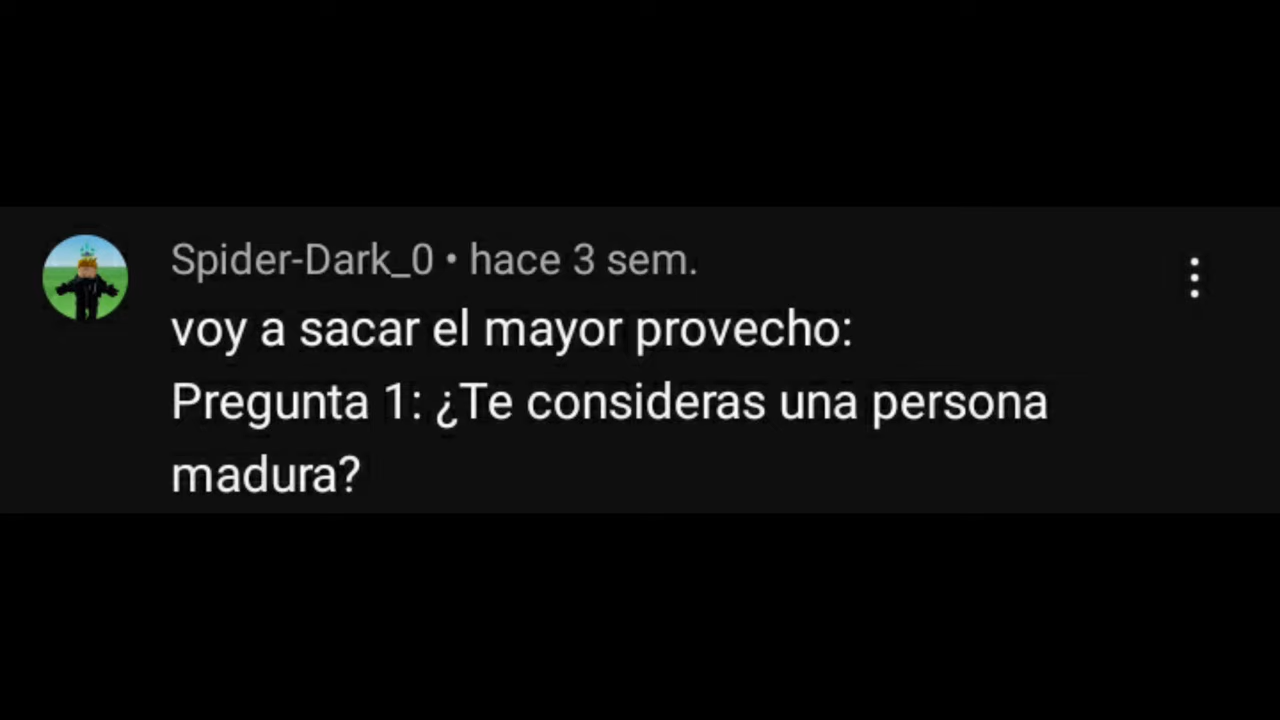 Spider-Dark_0 • hace 3 sem.
voy a sacar el mayor provecho:
Pregunta 1: ¿Te consideras una persona
madura?